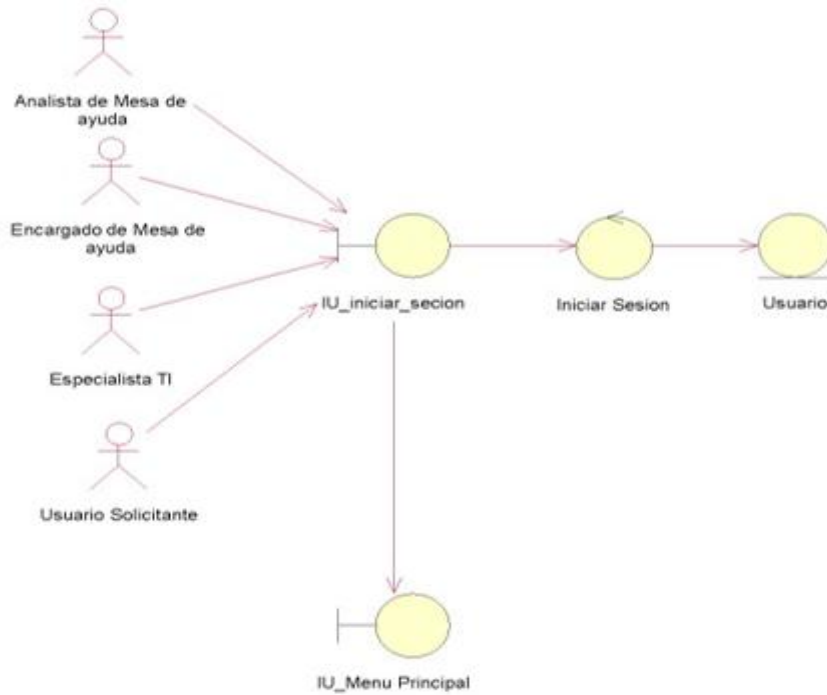 Analista de Mesa de
ayuda
Encargado de Mesa de
ayuda
IU_iniciar_secion
Iniciar Sesion
Usuario
Especialista TI
Usuario Solicitante
IU_Menu Principal